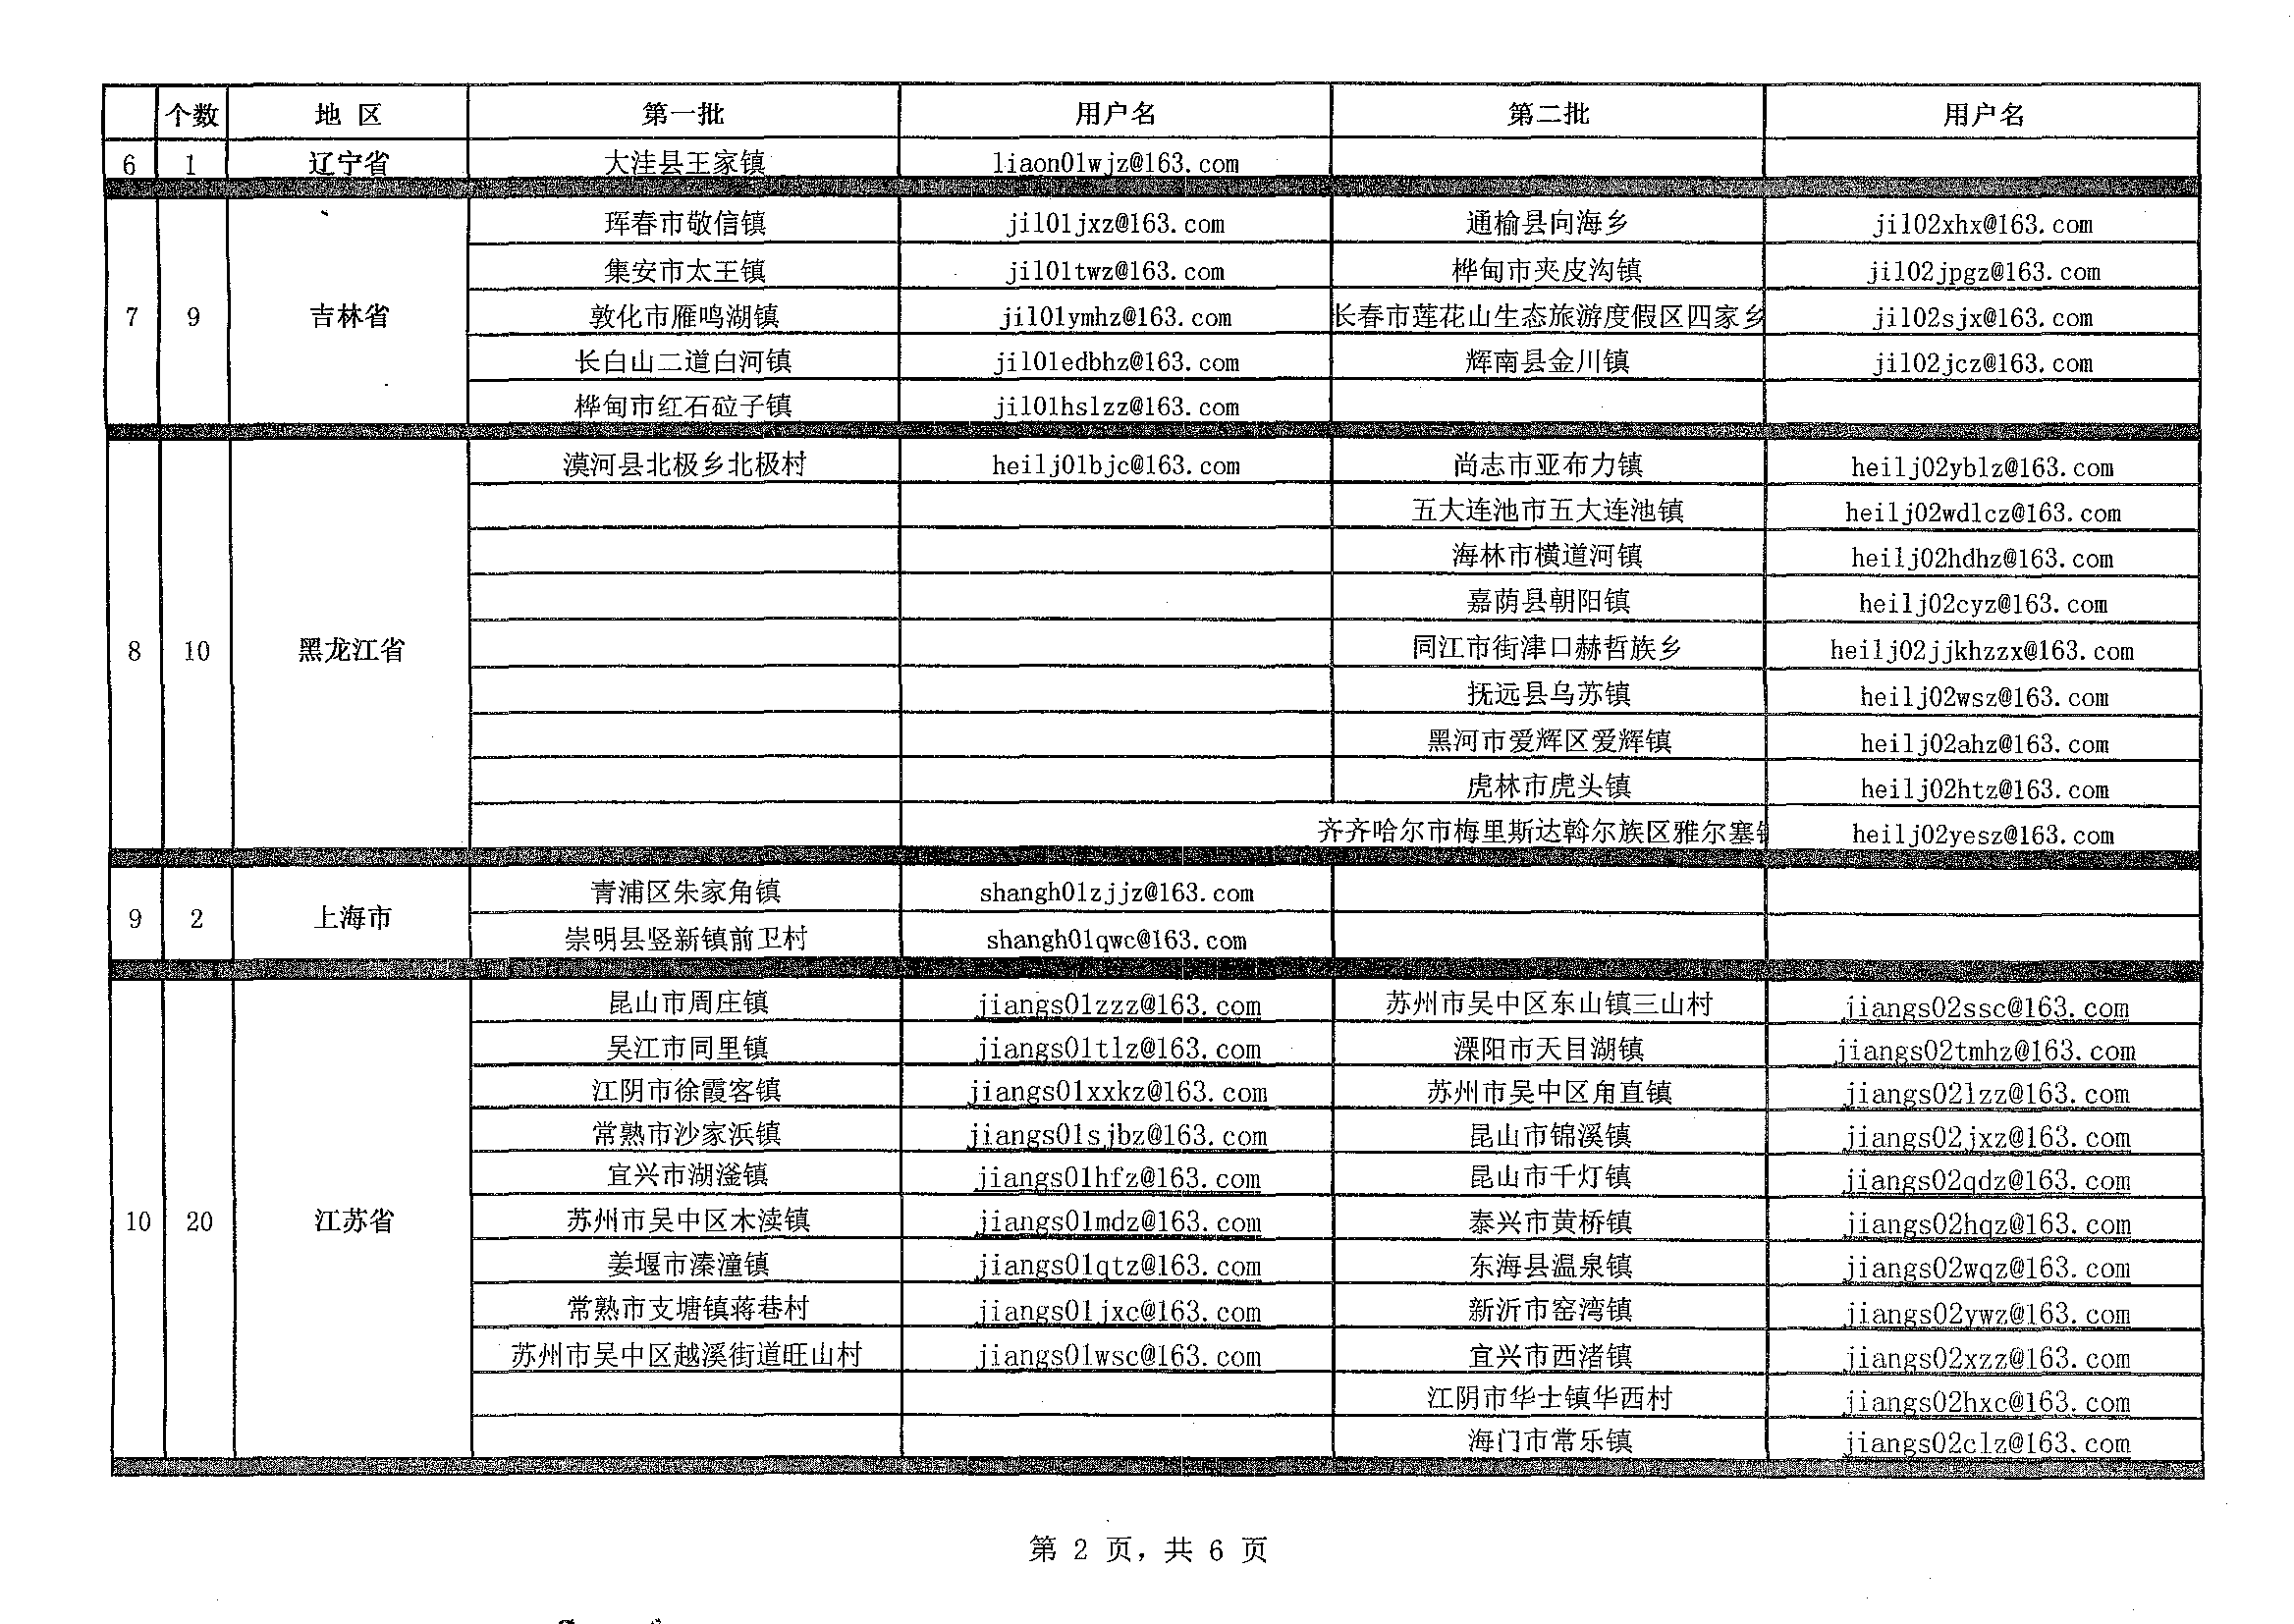 个数 地 区 第一批 用户名 第二批 用户名
6 1 辽宁省 大洼县王家镇 liaon01wjz@163.com
珲春市敬信镇 jil01jxz@163.com 通榆县向海乡 jil02xhx@163.com
集安市太王镇 jil01twz@163.com 桦甸市夹皮沟镇 jil02jpgz@163.com
7 9 吉林省 敦化市雁鸣湖镇 jil01ymhz@163.com 长春市莲花山生态旅游度假区四家乡 jil02sjx@163.com
长白山二道白河镇 jil01edbhz@163.com 辉南县金川镇 jil02jcz@163.com
桦甸市红石砬子镇 jil01hslzz@163.com
漠河县北极乡北极村 heilj01bjc@163.com 尚志市亚布力镇 heilj02yblz@163.com
五大连池市五大连池镇 heilj02wdlcz@163.com
海林市横道河镇 heilj02hdhz@163.com
嘉荫县朝阳镇 heilj02cyz@163.com
8 10 黑龙江省 同江市街津口赫哲族乡 heilj02jjkhzzx@163.com
抚远县乌苏镇 heilj02wsz@163.com
黑河市爱辉区爱辉镇 heilj02ahz@163.com
虎林市虎头镇 heilj02htz@163.com
齐齐哈尔市梅里斯达斡尔族区雅尔塞 heilj02yesz@163.com
青浦区朱家角镇 shangh01zjjz@163.com
9 2 上海市
崇明县竖新镇前卫村 shangh01qwc@163.com
昆山市周庄镇 jiangs01zzz@163.com 苏州市吴中区东山镇三山村 jiangs02ssc@163.com
吴江市同里镇 jiangs01tlz@163.com 溧阳市天目湖镇 jiangs02tmhz@163.com
江阴市徐霞客镇 jiangs01xxkz@163.com 苏州市吴中区甪直镇 jiangs02lzz@163.com
常熟市沙家浜镇 jiangs01sjbz@163.com 昆山市锦溪镇 jiangs02jxz@163.com
宜兴市湖滏镇 jiangs01hfz@163.com 昆山市千灯镇 jiangs02qdz@163.com
10 20 江苏省 苏州市吴中区木渎镇 jiangs01mdz@163.com 泰兴市黄桥镇 jiangs02hqz@163.com
姜堰市溱潼镇 jiangs01qtz@163.com 东海县温泉镇 jiangs02wqz@163.com
常熟市支塘镇蒋巷村 jiangs01jxc@163.com 新沂市窑湾镇 jiangs02ywz@163.com
苏州市吴中区越溪街道旺山村 jiangs01wsc@163.com 宜兴市西渚镇 jiangs02xzz@163.com
江阴市华士镇华西村 jiangs02hxc@163.com
海门市常乐镇 jiangs02clz@163.com
第 2 页，共 6 页